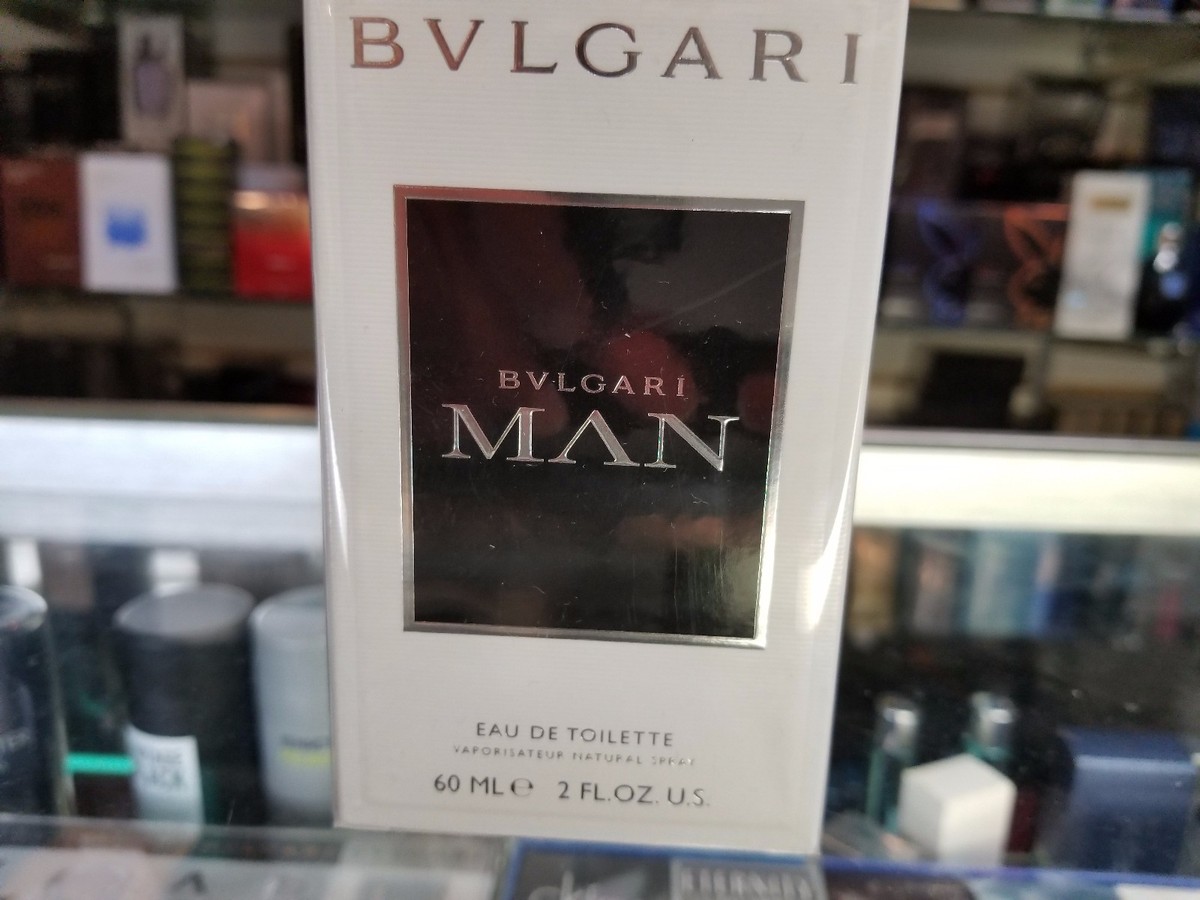 BVLGARI
BVLGARI
MAN
EAU DE TOILETTE
VAPORISATEUR NATURAL SPRAY
60 ML e 2 FL.OZ. U.S.